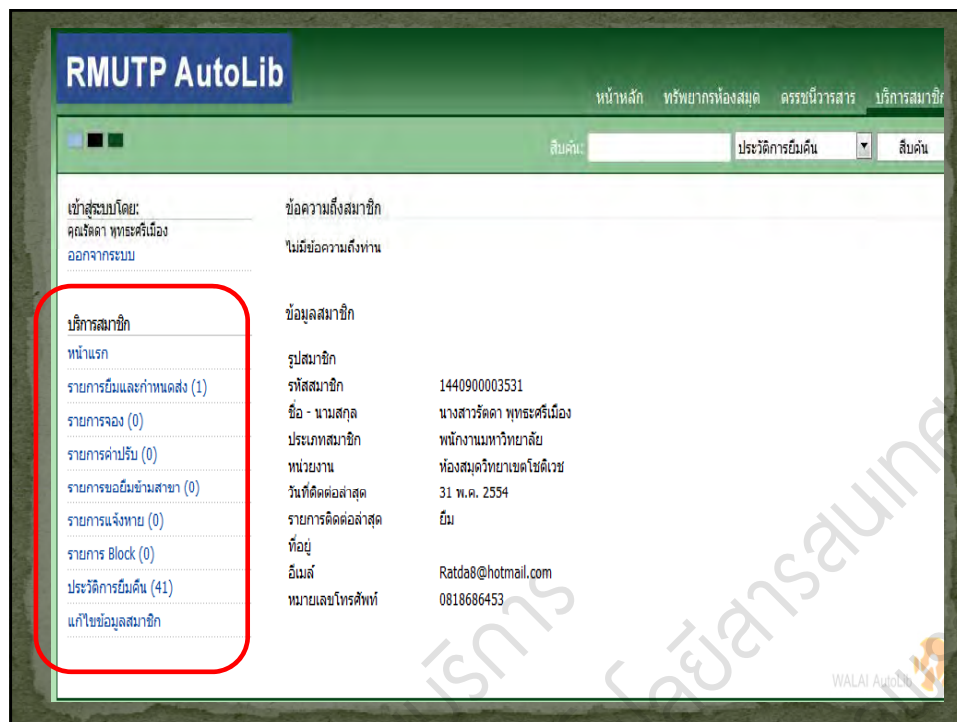 RMUTP AutoLib
หน้าหลัก ทรัพยากรห้องสมุด ดรรชนีวารสาร บริการสมาชิก
สืบค้น: ประวัติการยืมคืน สืบค้น
เข้าสู่ระบบโดย:
คุณรัตดา พุทธะศรีเมือง
ออกจากระบบ
บริการสมาชิก
หน้าแรก
รายการยืมและกำหนดส่ง (1)
รายการจอง (0)
รายการค่าปรับ (0)
รายการขอยืมข้ามสาขา (0)
รายการแจ้งหาย (0)
รายการ Block (0)
ประวัติการยืมคืน (41)
แก้ไขข้อมูลสมาชิก
ข้อความถึงสมาชิก
ไม่มีข้อความถึงท่าน
ข้อมูลสมาชิก
รูปสมาชิก
รหัสสมาชิก 1440900003531
ชื่อ - นามสกุล นางสาวรัตดา พุทธะศรีเมือง
ประเภทสมาชิก พนักงานมหาวิทยาลัย
หน่วยงาน ห้องสมุดวิทยาเขตโชติเวช
วันที่ติดต่อล่าสุด 31 พ.ค. 2554
รายการติดต่อล่าสุด ยืม
ที่อยู่
อีเมล์ Ratda8@hotmail.com
หมายเลขโทรศัพท์ 0818686453
WALAI AutoLib